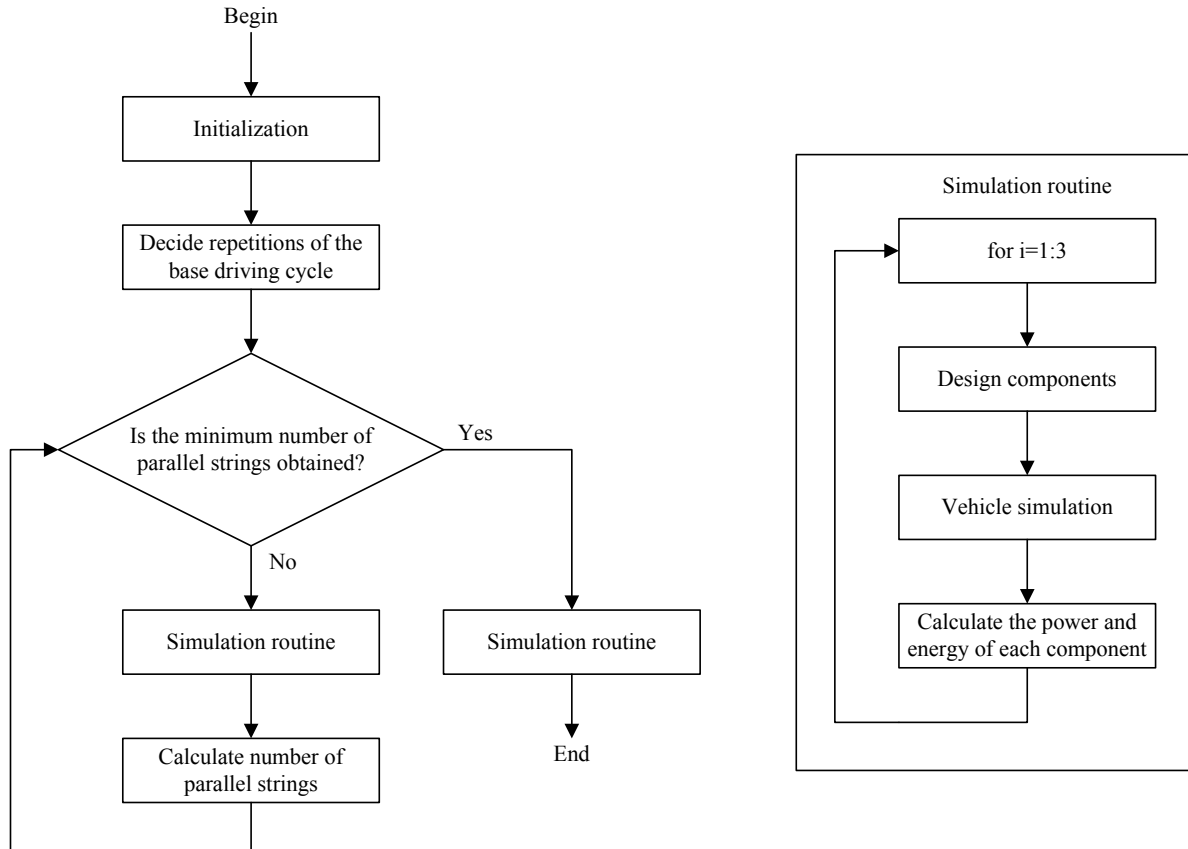 Begin
Initialization
Decide repetitions of the
base driving cycle
Is the minimum number of
parallel strings obtained?
Yes
No
Simulation routine
Calculate number of
parallel strings
Simulation routine
End
Simulation routine
for i=1:3
Design components
Vehicle simulation
Calculate the power and
energy of each component